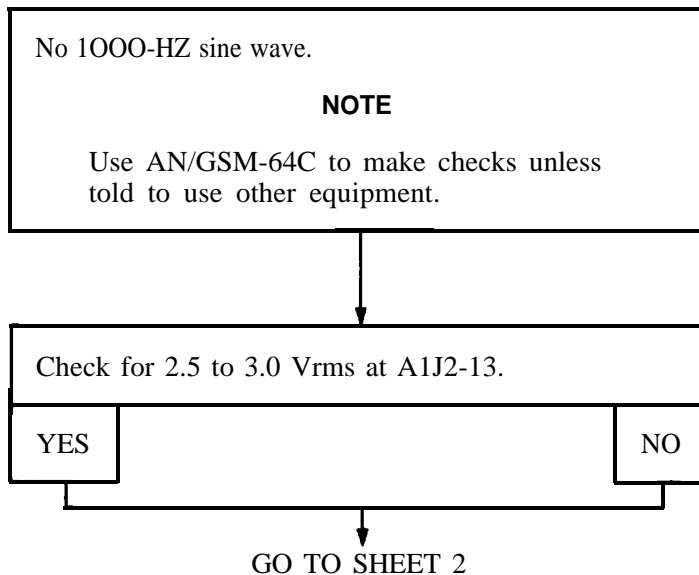 No 1OOO-HZ sine wave.
NOTE
Use AN/GSM-64C to make checks unless
told to use other equipment.
Check for 2.5 to 3.0 Vrms at A1J2-13.
YES
NO
GO TO SHEET 2